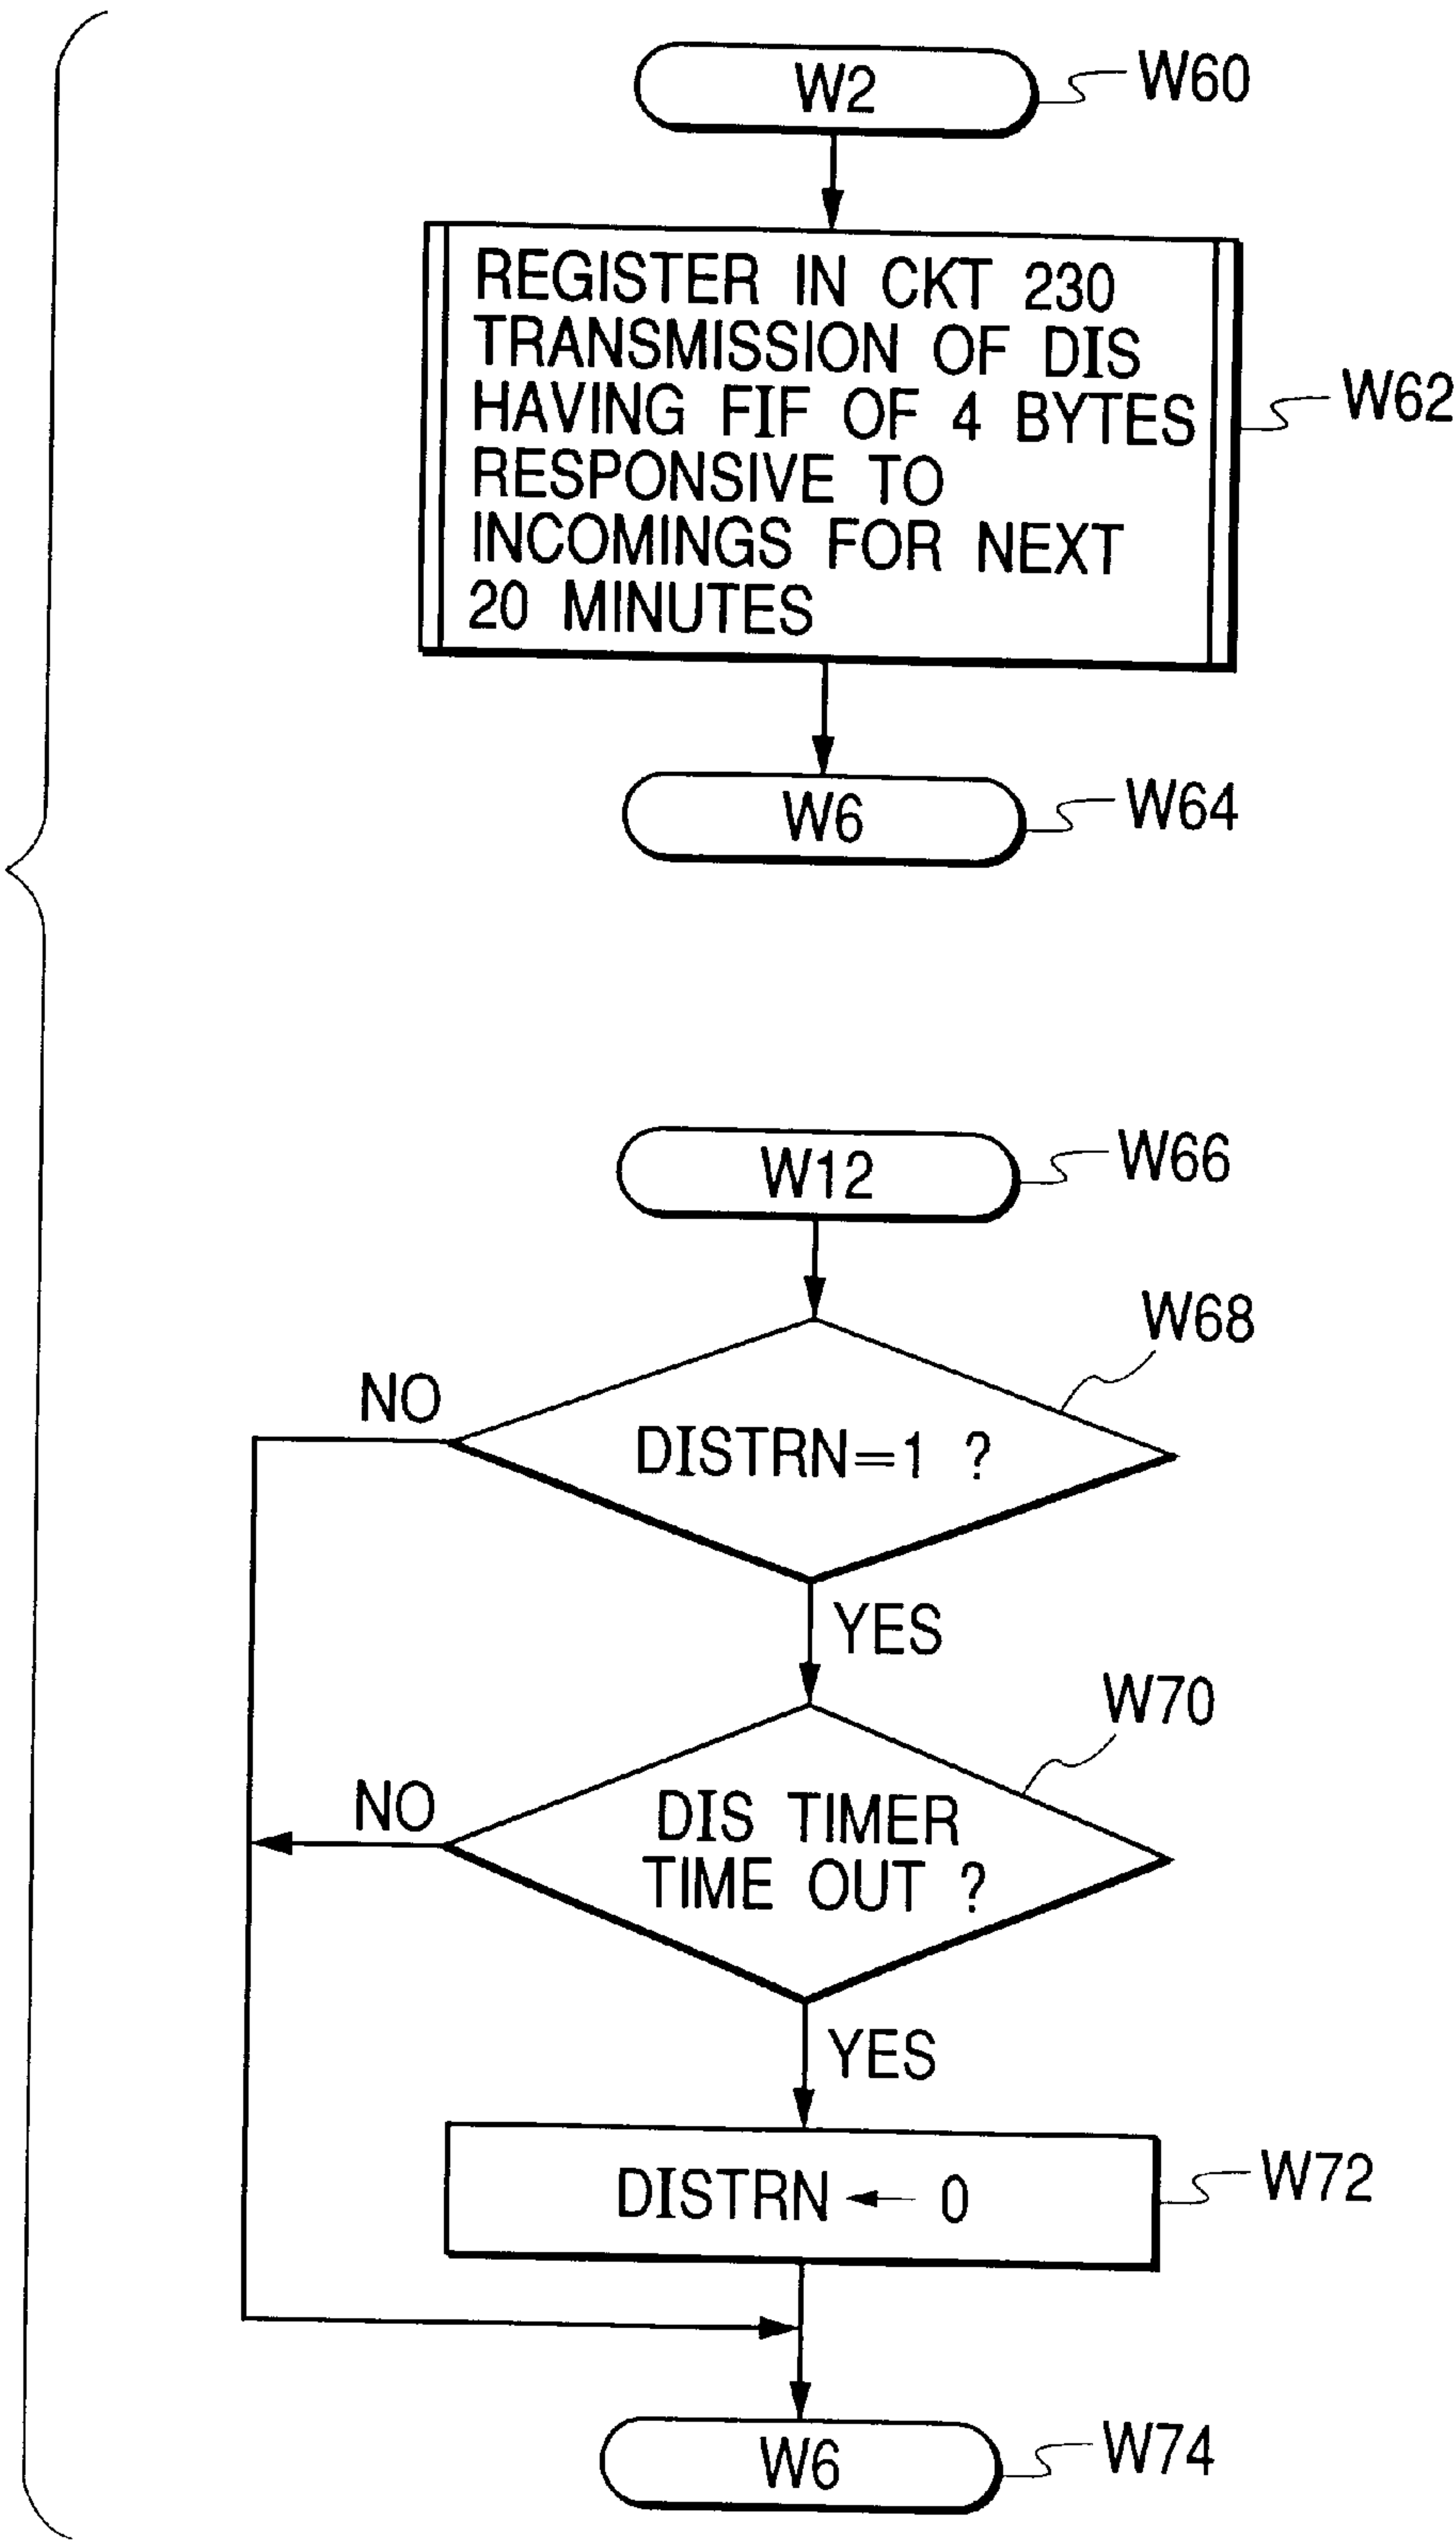 W2
W60
REGISTER IN CKT 230
TRANSMISSION OF DIS
HAVING FIF OF 4 BYTES
RESPONSIVE TO
INCOMINGS FOR NEXT
20 MINUTES
W62
W6
W64
W12
W66
W68
NO
DISTRN=1 ?
YES
W70
NO
DIS TIMER
TIME OUT ?
YES
DISTRN ← 0
W72
W6
W74